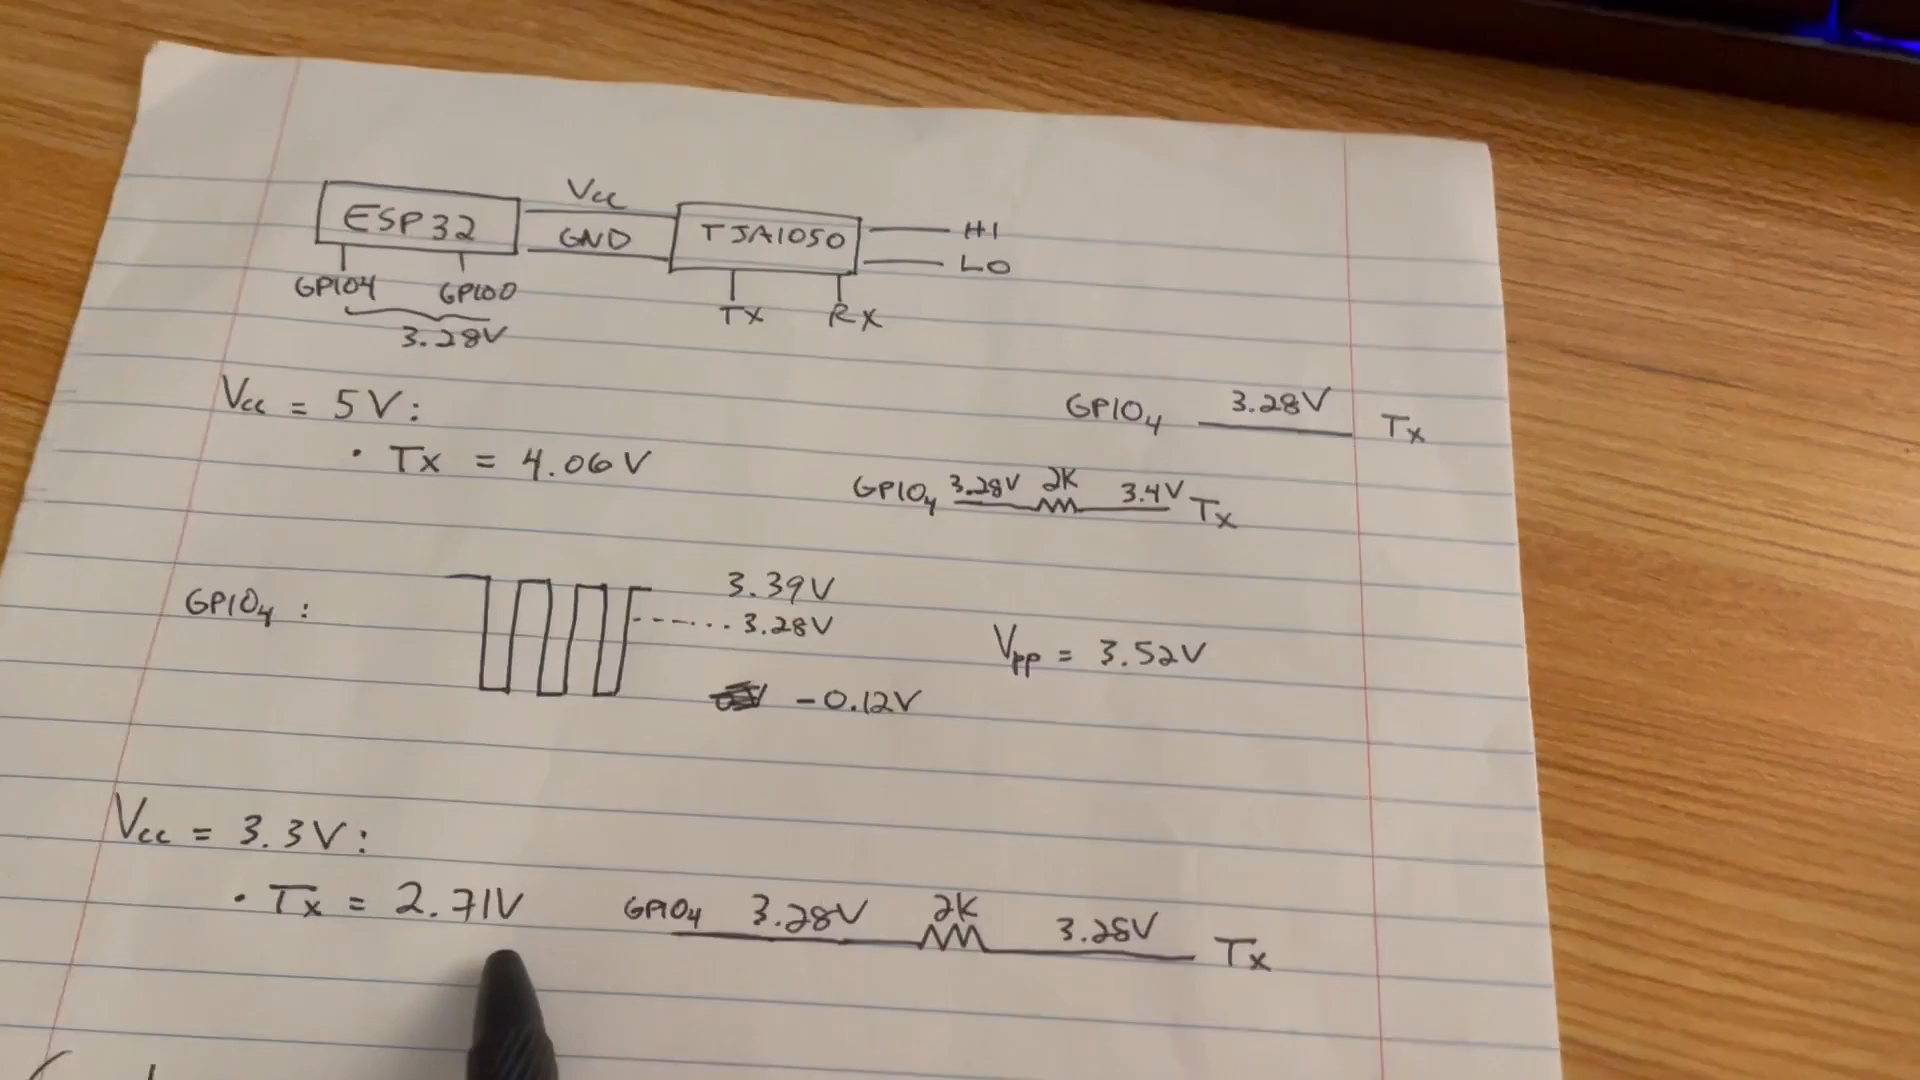 Vcc
ESP32 GND TJA1050 HI
LO
GPIO4 GPIO0 TX RX
3.28V
Vcc = 5V:
GPIO4 3.28V Tx
• Tx = 4.06V
GPIO4 3.28V 2K 3.4V Tx
GPIO4: 3.39V
3.28V
Vpp = 3.52V
-0.12V
Vcc = 3.3V:
• Tx = 2.71V GPIO4 3.28V 2K 3.28V Tx